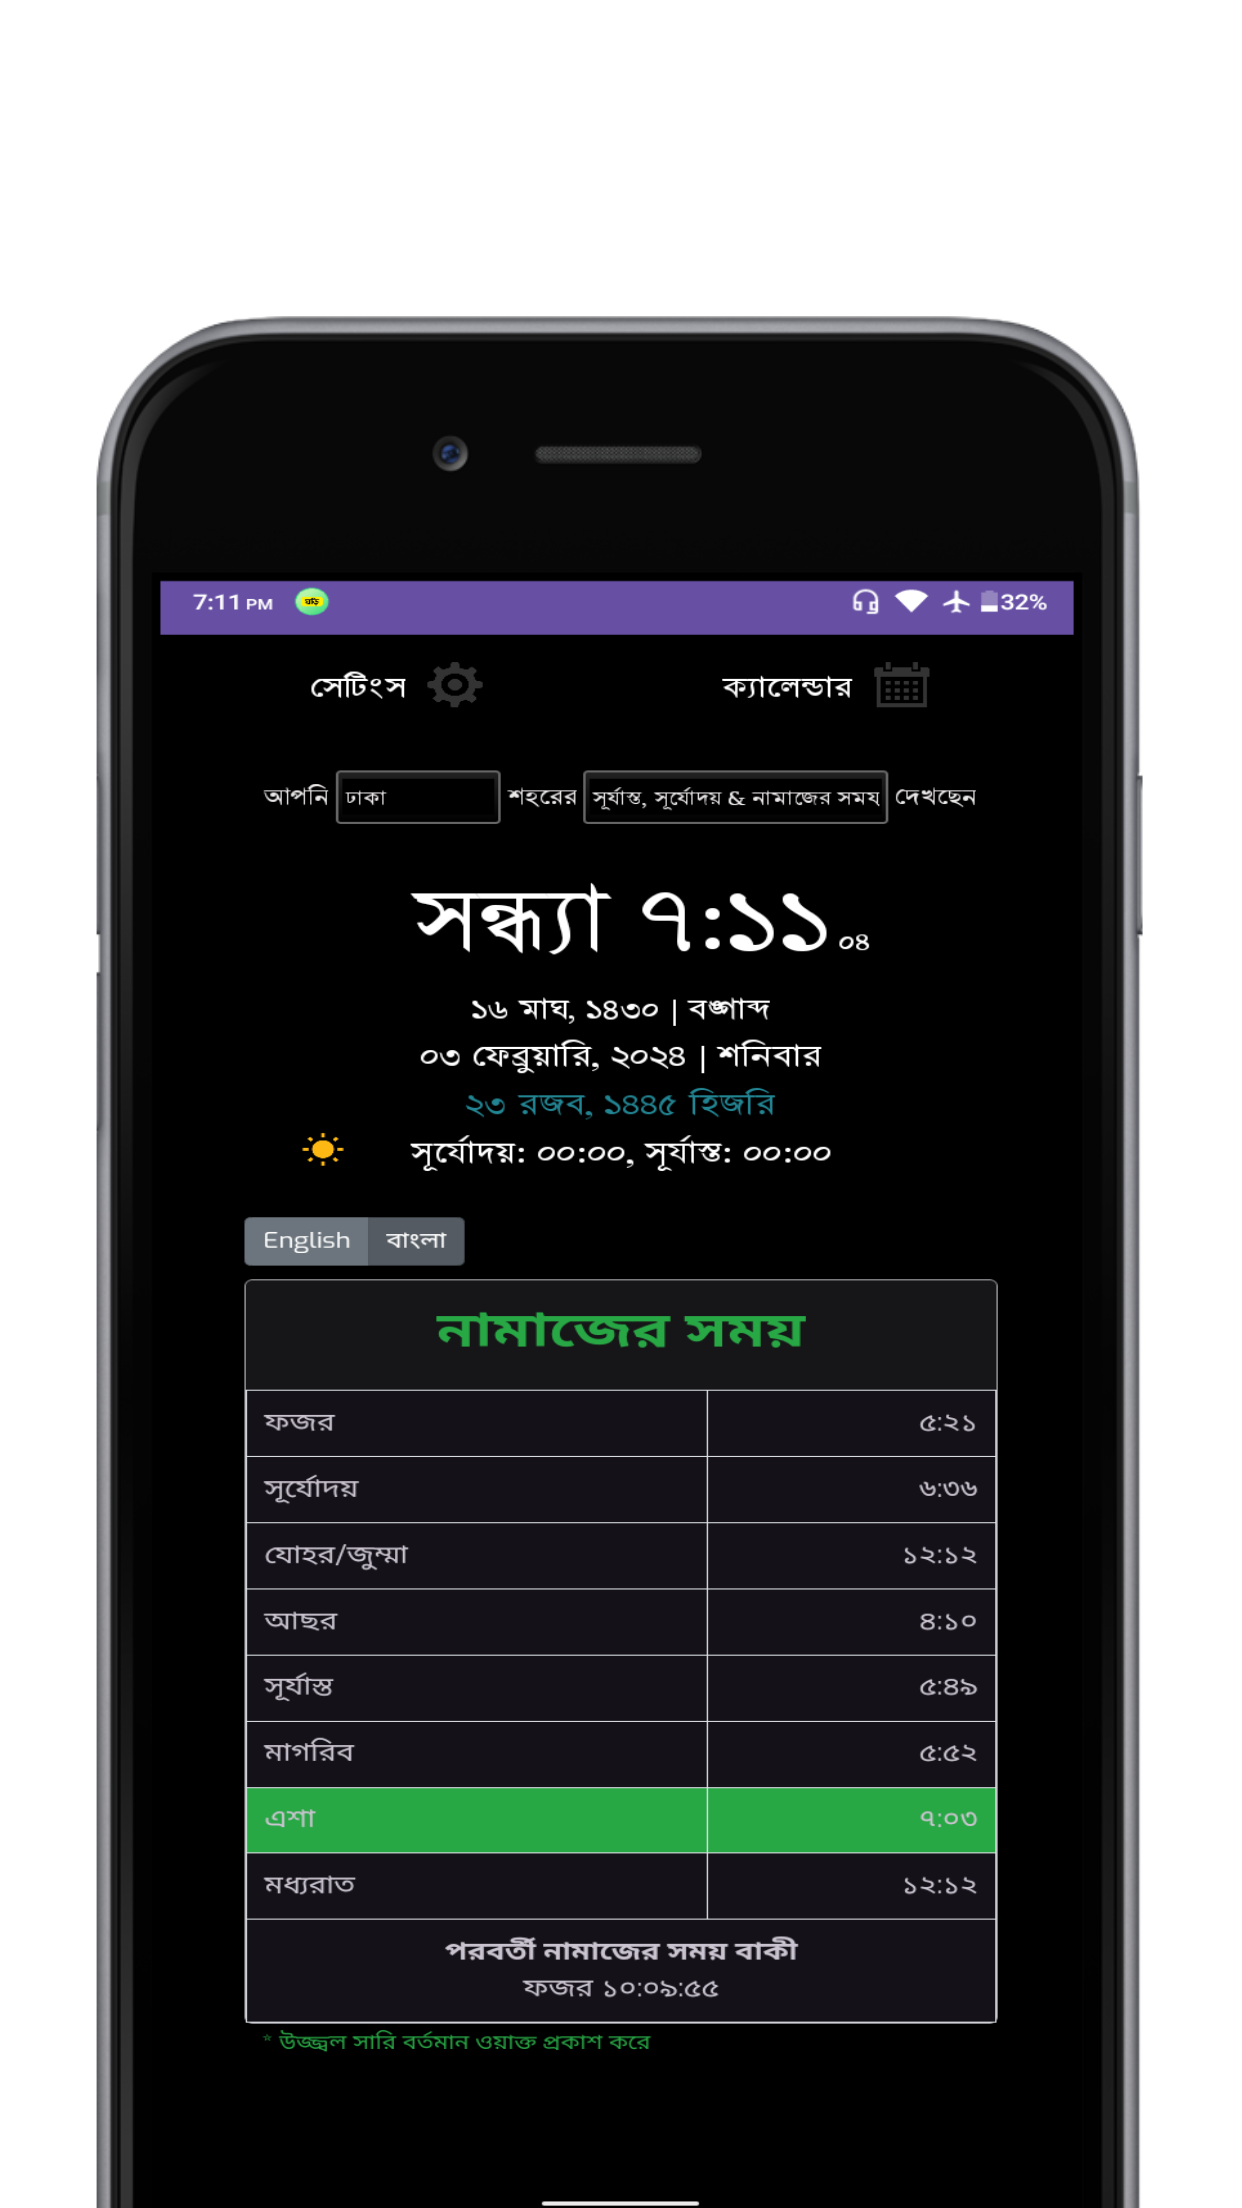 7:11 PM ঘড়ি 32%
সেটিংস ক্যালেন্ডার
আপনি ঢাকা শহরের সূর্যাস্ত, সূর্যোদয় & নামাজের সময় দেখছেন
সন্ধ্যা ৭:১১ ০৪
১৬ মাঘ, ১৪৩০ | বঙ্গাব্দ
০৩ ফেব্রুয়ারি, ২০২৪ | শনিবার
২৩ রজব, ১৪৪৫ হিজরি
সূর্যোদয়: ০০:০০, সূর্যাস্ত: ০০:০০
English বাংলা
নামাজের সময়
ফজর ৫:২১
সূর্যোদয় ৬:৩৬
যোহর/জুম্মা ১২:১২
আছর ৪:১০
সূর্যাস্ত ৫:৪৯
মাগরিব ৫:৫২
এশা ৭:০৩
মধ্যরাত ১২:১২
পরবর্তী নামাজের সময় বাকী
ফজর ১০:০৯:৫৫
* উজ্জ্বল সারি বর্তমান ওয়াক্ত প্রকাশ করে